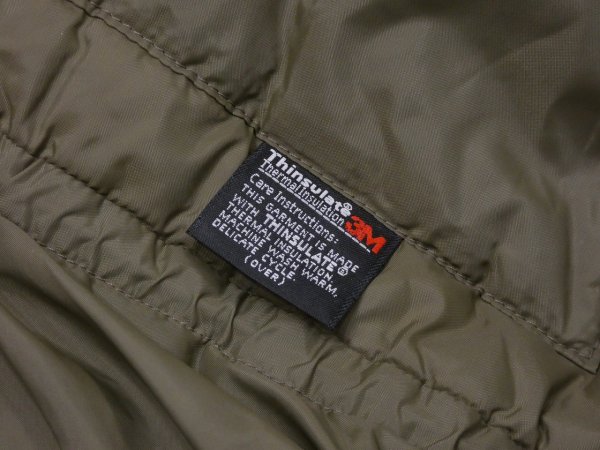 Thinsulate®
Thermal Insulation 3M
Care Instructions:
THIS GARMENT IS MADE
WITH THINSULATE®
THERMAL INSULATION.
MACHINE WASH WARM,
DELICATE CYCLE.
(OVER)